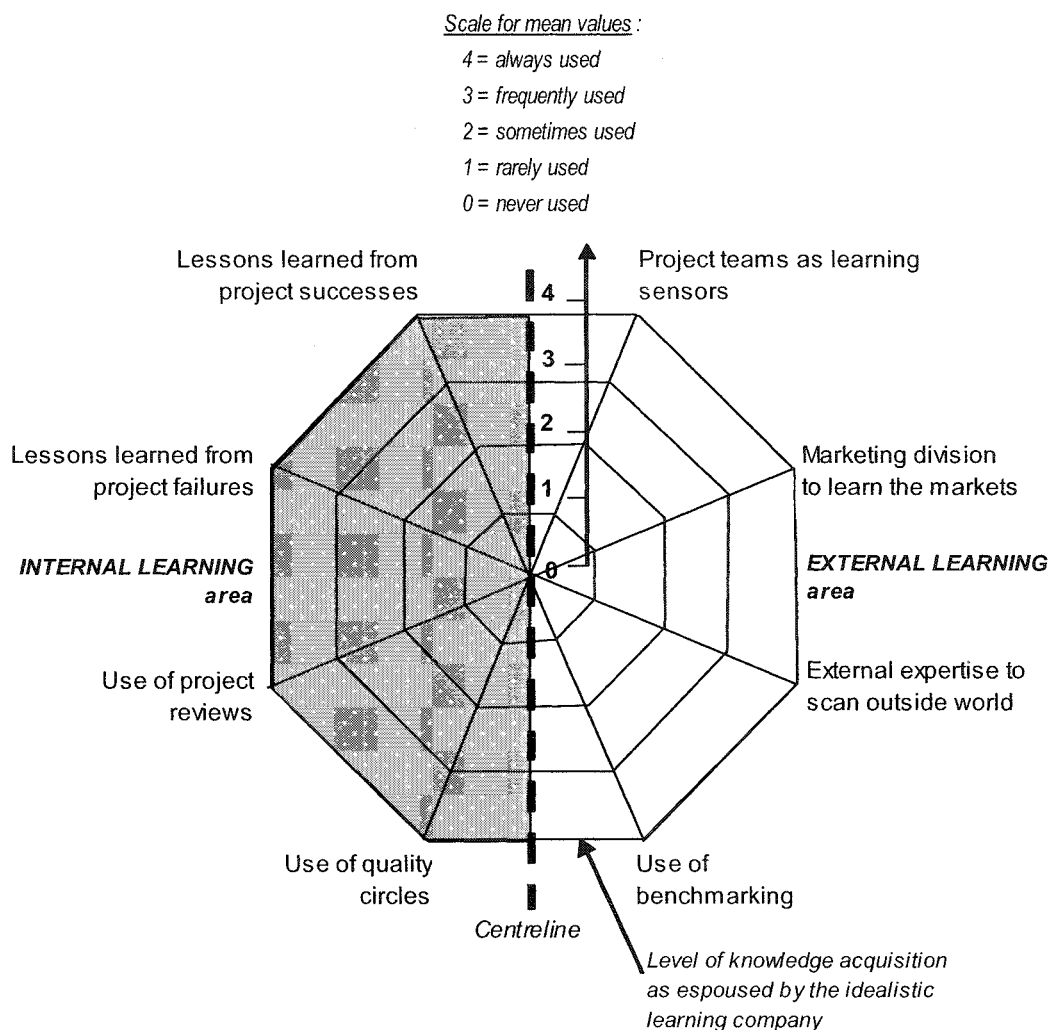 Scale for mean values :
4 = always used
3 = frequently used
2 = sometimes used
1 = rarely used
0 = never used
Lessons learned from
project successes
Project teams as learning
sensors
4
3
2
1
0
Lessons learned from
project failures
Marketing division
to learn the markets
INTERNAL LEARNING
area
EXTERNAL LEARNING
area
Use of project
reviews
External expertise to
scan outside world
Use of quality
circles
Use of
benchmarking
Centreline
Level of knowledge acquisition
as espoused by the idealistic
learning company